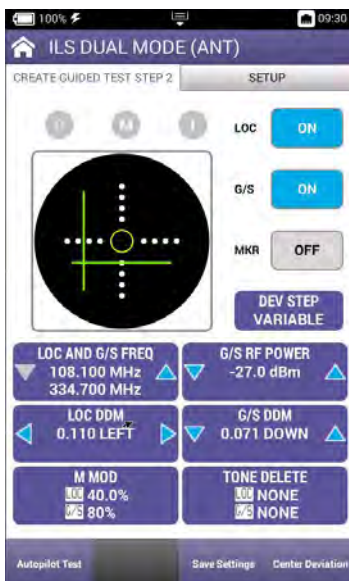 100% 09:30
ILS DUAL MODE (ANT)
CREATE GUIDED TEST STEP 2 SETUP
O M I LOC ON
G/S ON
MKR OFF
DEV STEP
VARIABLE
LOC AND G/S FREQ
108.100 MHz
334.700 MHz
G/S RF POWER
-27.0 dBm
LOC DDM
0.110 LEFT
G/S DDM
0.071 DOWN
M MOD
LOC 40.0%
G/S 80%
TONE DELETE
LOC NONE
G/S NONE
Autopilot Test Save Settings Center Deviation